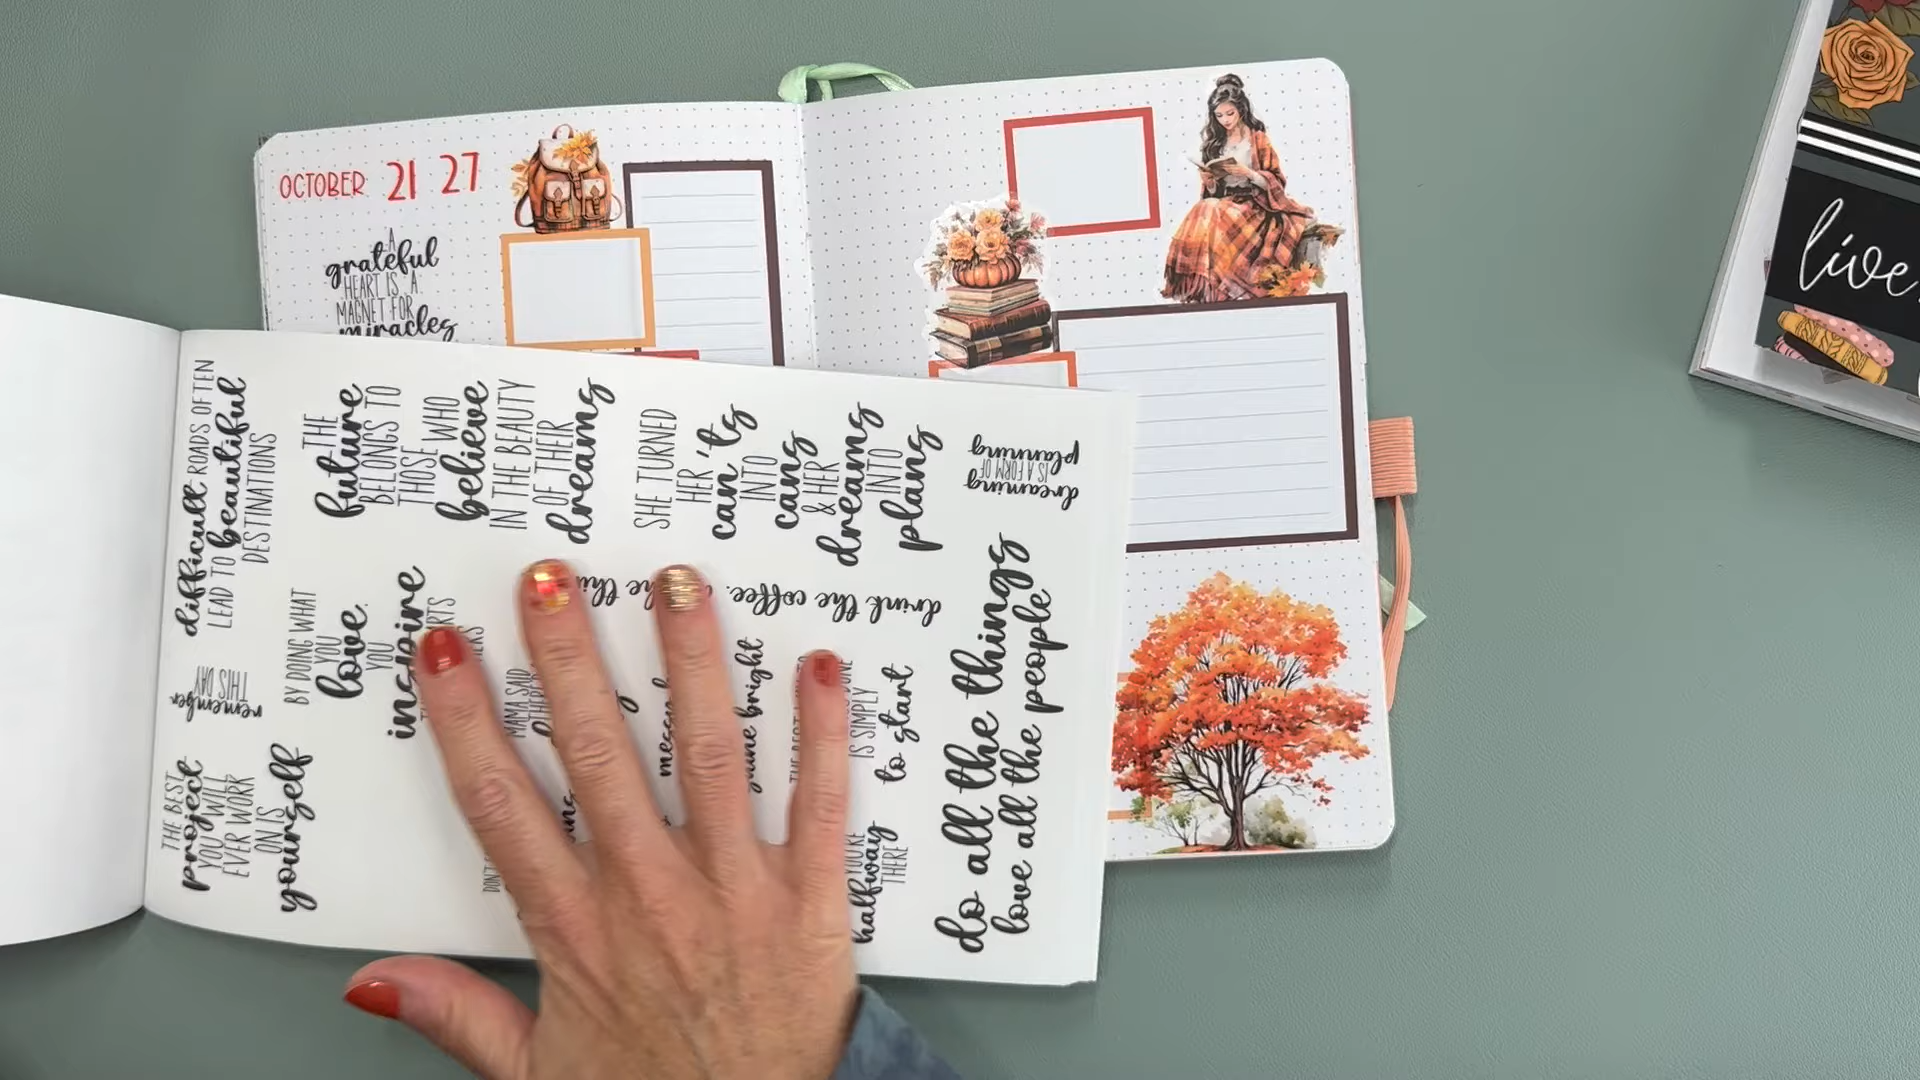 OCTOBER 21 27
A
grateful
HEART IS A
MAGNET FOR
miracles
live
difficult ROADS OFTEN
LEAD TO beautiful
DESTINATIONS
THE
future
BELONGS TO
THOSE WHO
believe
IN THE BEAUTY
OF THEIR
dreams
SHE TURNED
HER
can'ts
INTO
cans
& HER
dreams
INTO
plans
dreaming
IS A FORM OF
planning
drink the coffee.
remember
THIS DAY
BY DOING WHAT
YOU
love,
YOU
inspire
MAMA SAID
shine bright
IS SIMPLY
to start
do all the things
love all the people
THE BEST
project
YOU WILL
EVER WORK
ON IS
yourself
YOU'RE
halfway
THERE